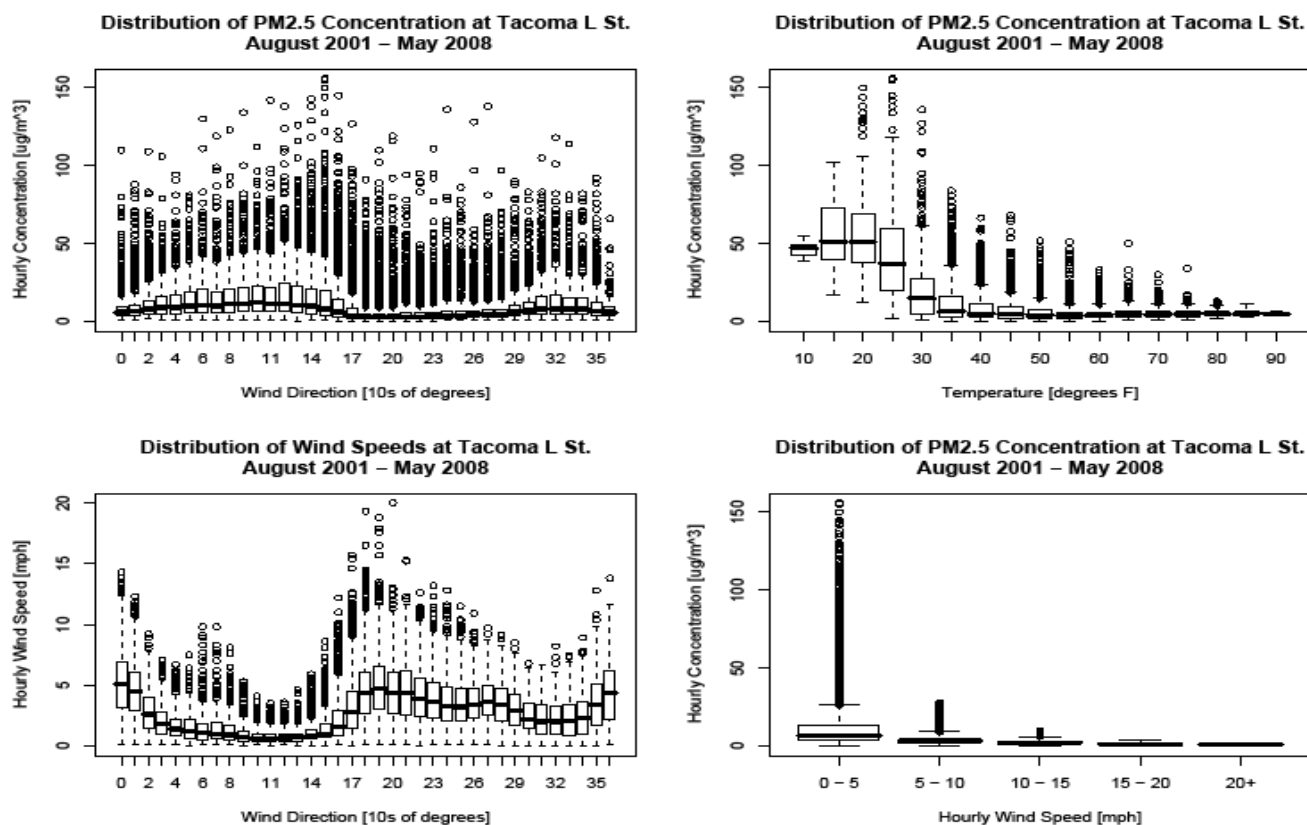 Distribution of PM2.5 Concentration at Tacoma L St.
August 2001 – May 2008
Hourly Concentration [ug/m^3]
150
100
50
0
0 2 4 6 8 11 14 17 20 23 26 29 32 35
Wind Direction [10s of degrees]
Distribution of PM2.5 Concentration at Tacoma L St.
August 2001 – May 2008
Hourly Concentration [ug/m^3]
150
100
50
0
10 20 30 40 50 60 70 80 90
Temperature [degrees F]
Distribution of Wind Speeds at Tacoma L St.
August 2001 – May 2008
Hourly Wind Speed [mph]
20
15
10
5
0
0 2 4 6 8 11 14 17 20 23 26 29 32 35
Wind Direction [10s of degrees]
Distribution of PM2.5 Concentration at Tacoma L St.
August 2001 – May 2008
Hourly Concentration [ug/m^3]
150
100
50
0
0 – 5 5 – 10 10 – 15 15 – 20 20+
Hourly Wind Speed [mph]